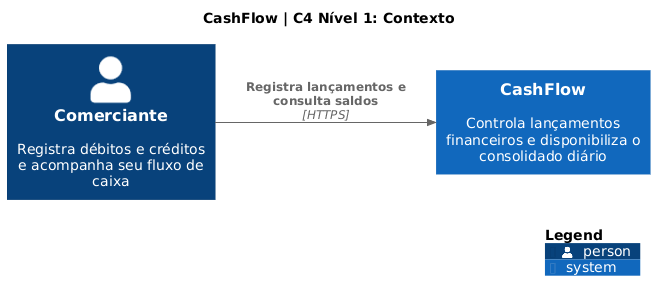 CashFlow | C4 Nível 1: Contexto
Comerciante
Registra débitos e créditos
e acompanha seu fluxo de
caixa
Registra lançamentos e
consulta saldos
[HTTPS]
CashFlow
Controla lançamentos
financeiros e disponibiliza o
consolidado diário
Legend
person
system